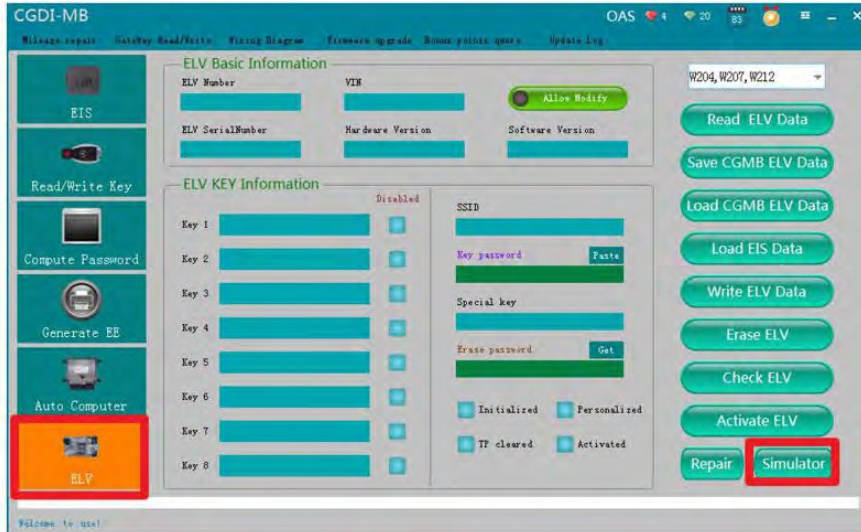 CGDI-MB
OAS 4 20 83
Mileage repair GateWay Read/Write Wiring Diagram Firmware upgrade Bonus points query Update Log
EIS
Read/Write Key
Compute Password
Generate EE
Auto Computer
ELV
ELV Basic Information
ELV Number VIN
Allow Modify
ELV SerialNumber Hardware Version Software Version
ELV KEY Information
Disabled
Key 1
Key 2
Key 3
Key 4
Key 5
Key 6
Key 7
Key 8
SSID
Key password Paste
Special key
Erase password Get
Initialized Personalized
TP cleared Activated
W204, W207, W212
Read ELV Data
Save CGMB ELV Data
Load CGMB ELV Data
Load EIS Data
Write ELV Data
Erase ELV
Check ELV
Activate ELV
Repair Simulator
Welcome to use!